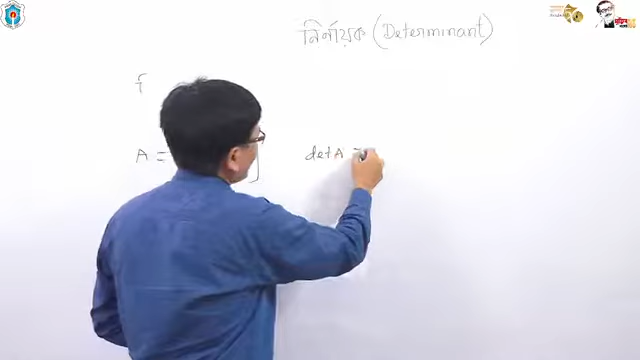 নির্ণায়ক (Determinant)
A = ]
det A =